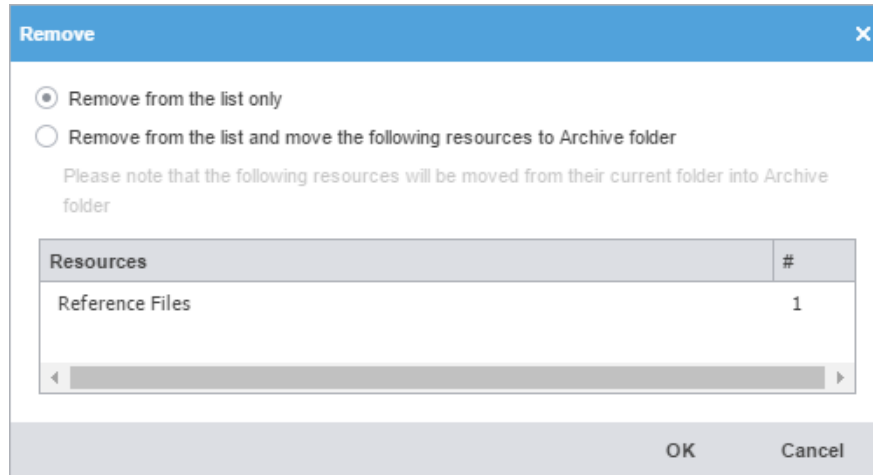 Remove
Remove from the list only
Remove from the list and move the following resources to Archive folder
Please note that the following resources will be moved from their current folder into Archive
folder
Resources #
Reference Files 1
OK Cancel